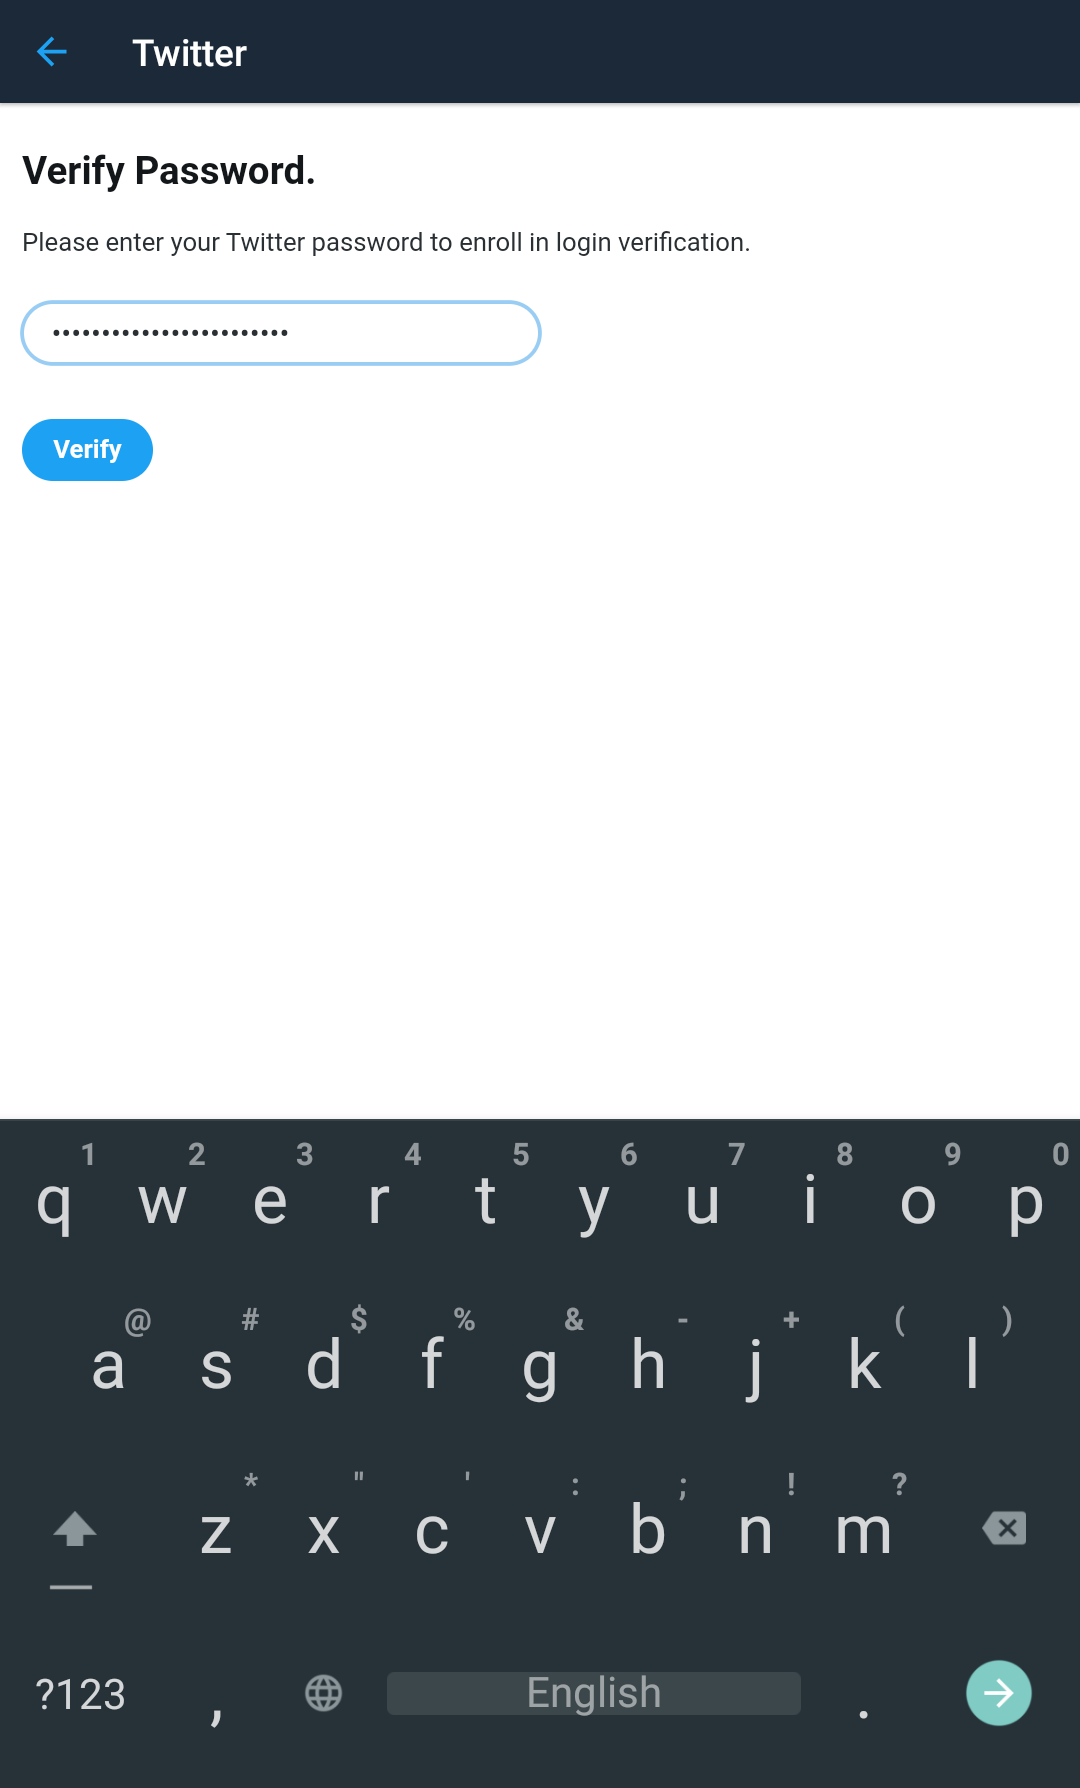 Twitter
Verify Password.
Please enter your Twitter password to enroll in login verification.
••••••••••••••••••••••••
Verify
1 2 3 4 5 6 7 8 9 0
q w e r t y u i o p
@ # $ % & - + ( )
a s d f g h j k l
* " ' : ; ! ?
z x c v b n m
?123 , English .